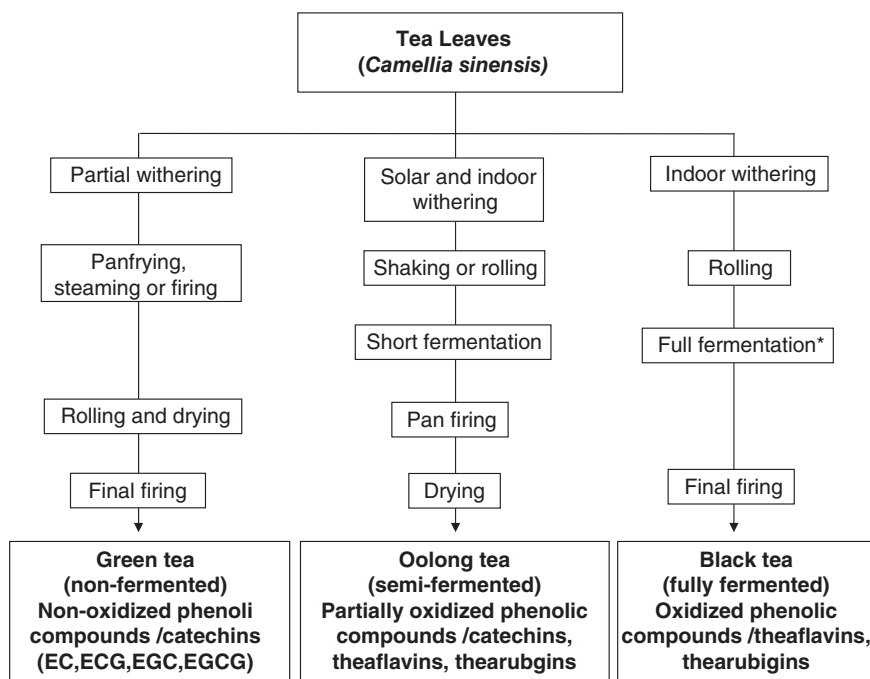 Tea Leaves
(Camellia sinensis)
Partial withering
Panfrying,
steaming or firing
Rolling and drying
Final firing
Green tea
(non-fermented)
Non-oxidized phenoli
compounds /catechins
(EC,ECG,EGC,EGCG)
Solar and indoor
withering
Shaking or rolling
Short fermentation
Pan firing
Drying
Oolong tea
(semi-fermented)
Partially oxidized phenolic
compounds /catechins,
theaflavins, thearubgins
Indoor withering
Rolling
Full fermentation*
Final firing
Black tea
(fully fermented)
Oxidized phenolic
compounds /theaflavins,
thearubigins